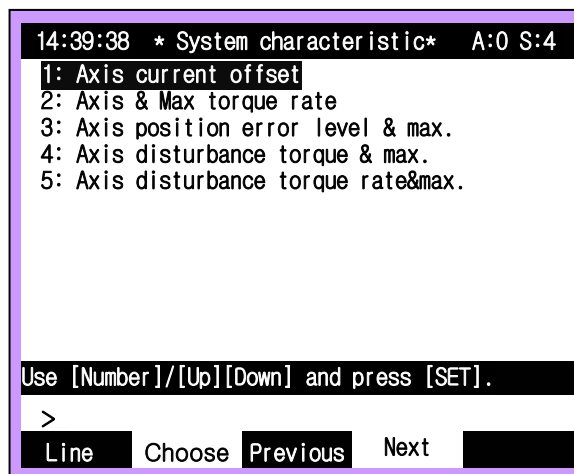 14:39:38 * System characteristic* A:0 S:4
1: Axis current offset
2: Axis & Max torque rate
3: Axis position error level & max.
4: Axis disturbance torque & max.
5: Axis disturbance torque rate&max.
Use [Number]/[Up][Down] and press [SET].
>
Line Choose Previous Next